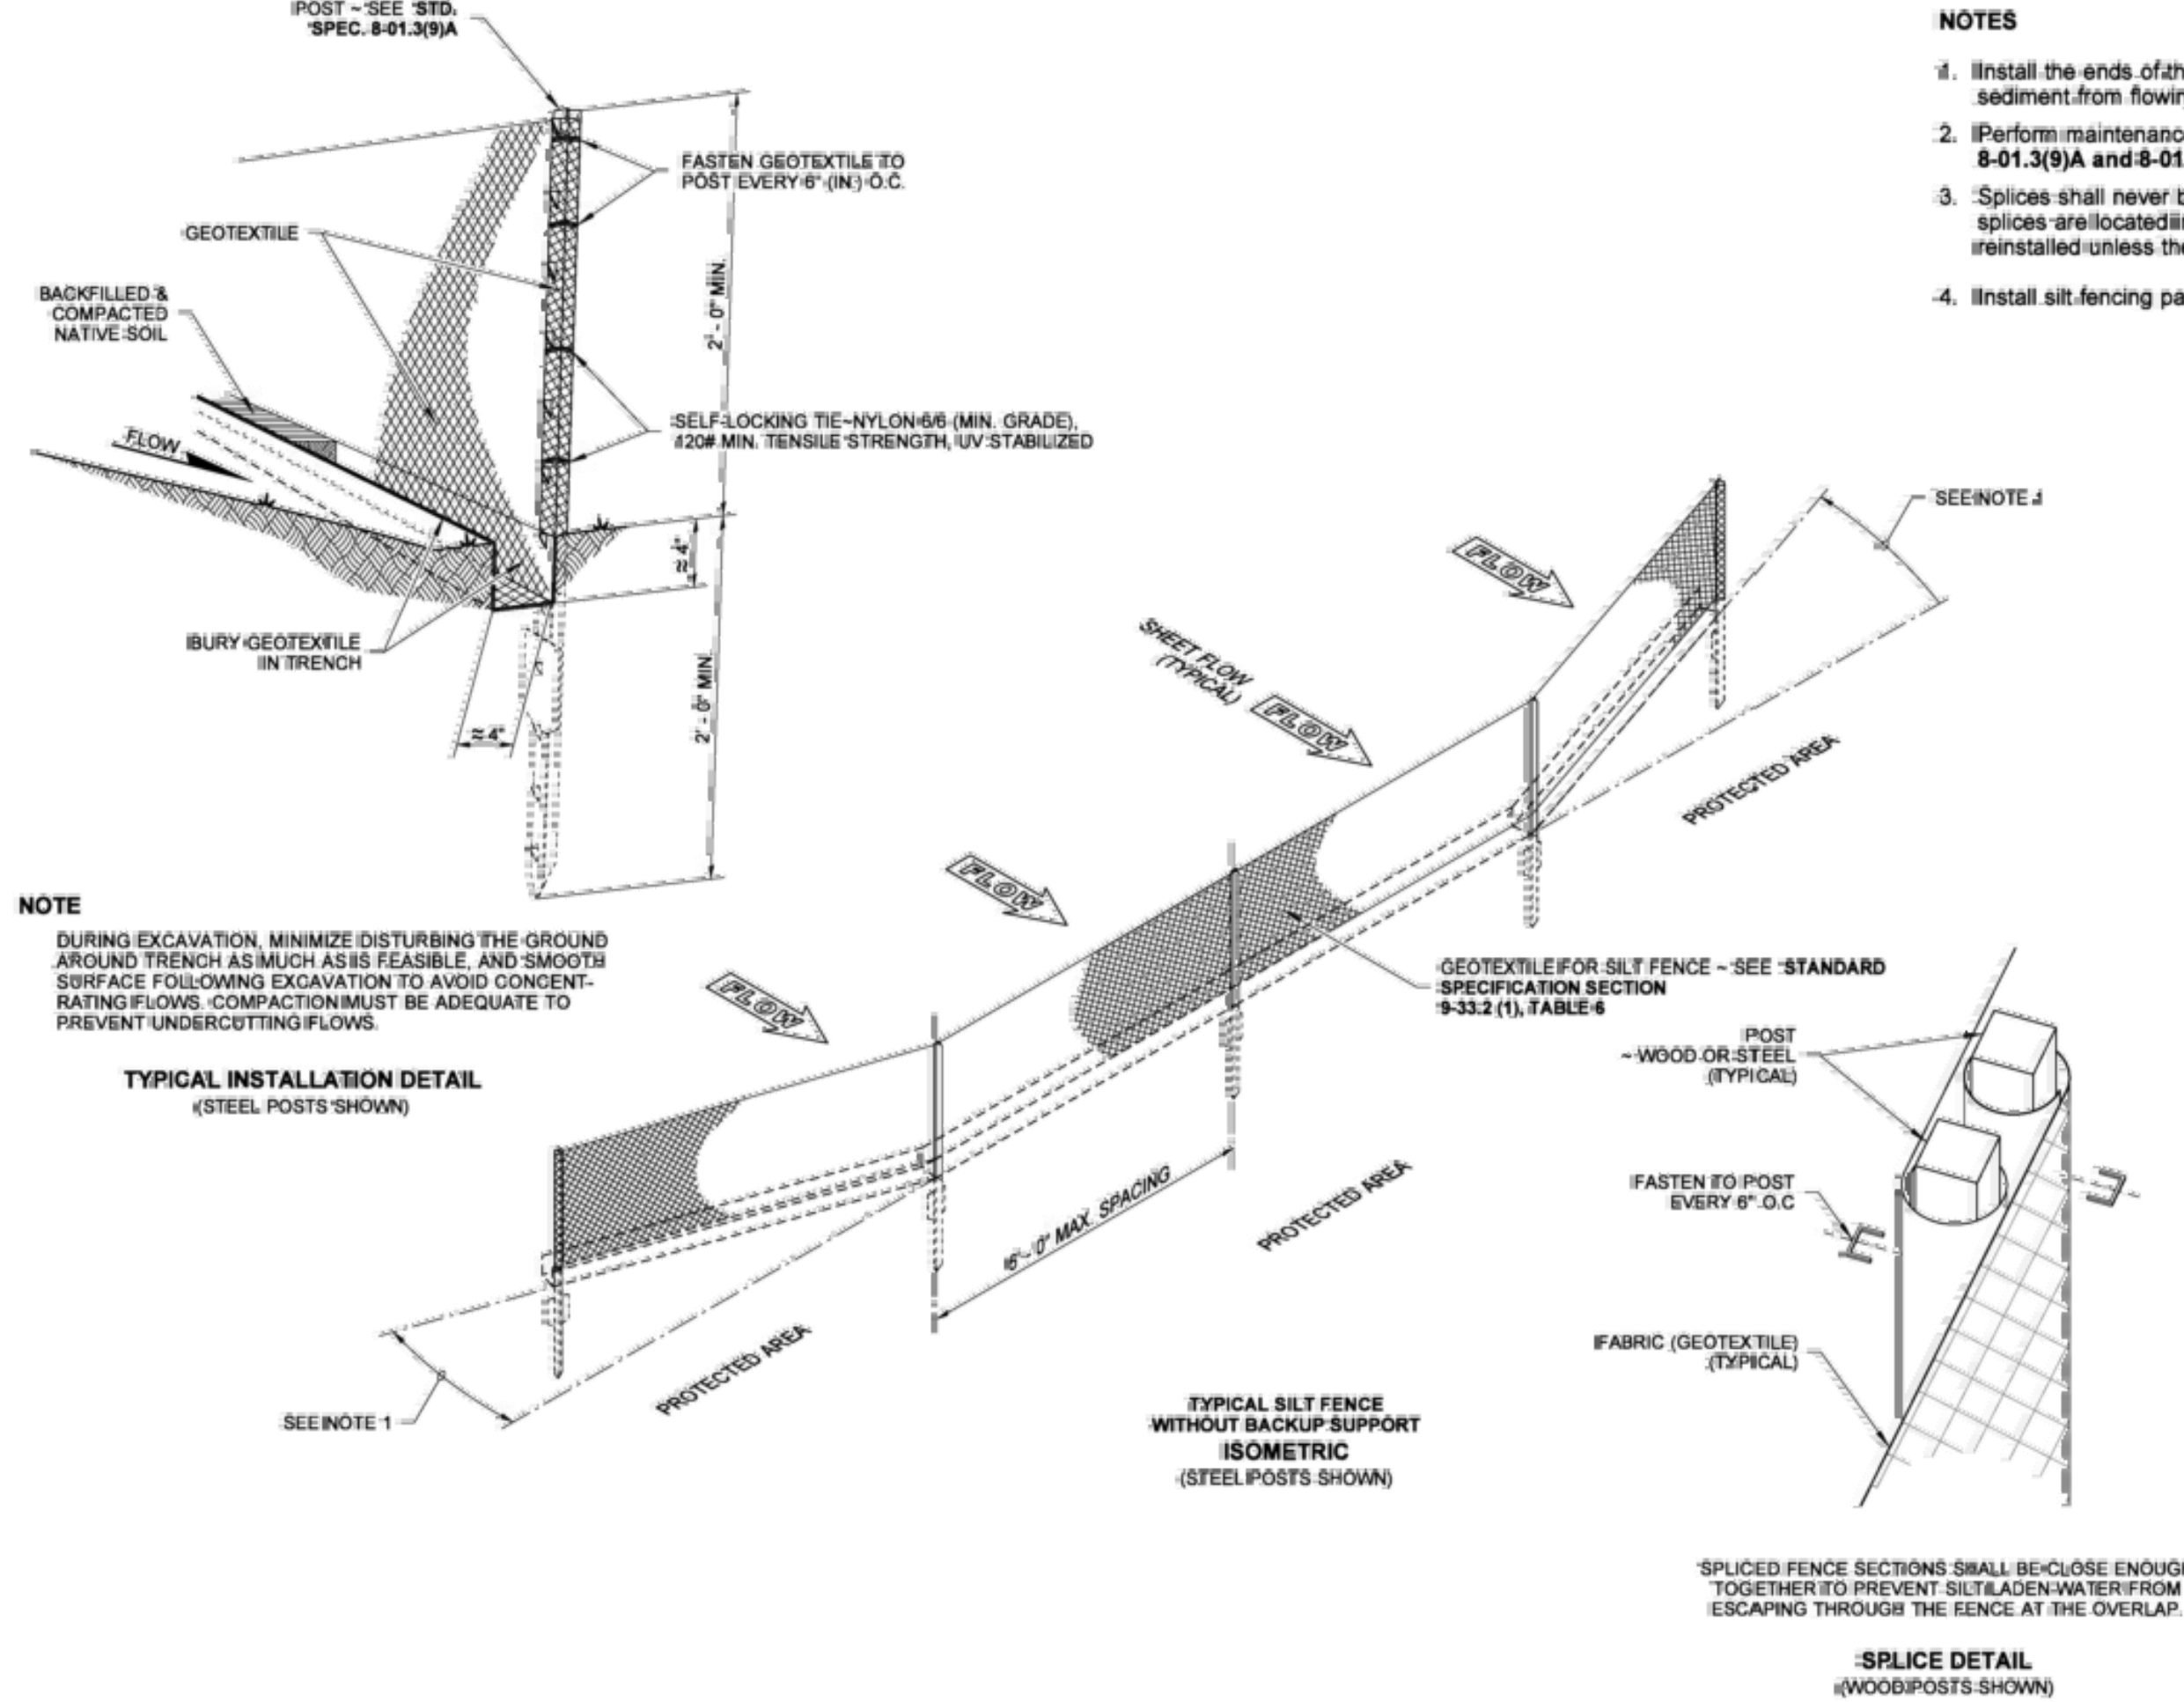 POST ~ SEE STD.
SPEC. 8-01.3(9)A
FASTEN GEOTEXTILE TO
POST EVERY 6" (IN.) O.C.
GEOTEXTILE
BACKFILLED &
COMPACTED
NATIVE SOIL
FLOW
2' - 0" MIN.
SELF-LOCKING TIE~NYLON 6/6 (MIN. GRADE),
120# MIN. TENSILE STRENGTH, UV STABILIZED
≈ 4"
BURY GEOTEXTILE
IN TRENCH
≈ 4"
2' - 0" MIN
NOTE
DURING EXCAVATION, MINIMIZE DISTURBING THE GROUND
AROUND TRENCH AS MUCH AS IS FEASIBLE, AND SMOOTH
SURFACE FOLLOWING EXCAVATION TO AVOID CONCENT-
RATING FLOWS. COMPACTION MUST BE ADEQUATE TO
PREVENT UNDERCUTTING FLOWS.
TYPICAL INSTALLATION DETAIL
(STEEL POSTS SHOWN)
NOTES
1. Install the ends of th
sediment from flowin
2. Perform maintenanc
8-01.3(9)A and 8-01.
3. Splices shall never b
splices are located i
reinstalled unless the
4. Install silt fencing pa
SEE NOTE 1
FLOW
SHEET FLOW
(TYPICAL)
FLOW
PROTECTED AREA
FLOW
GEOTEXTILE FOR SILT FENCE ~ SEE STANDARD
SPECIFICATION SECTION
9-33.2 (1), TABLE 6
FLOW
6' - 0" MAX. SPACING
PROTECTED AREA
PROTECTED AREA
SEE NOTE 1
TYPICAL SILT FENCE
WITHOUT BACKUP SUPPORT
ISOMETRIC
(STEEL POSTS SHOWN)
POST
~ WOOD OR STEEL
(TYPICAL)
FASTEN TO POST
EVERY 6" O.C
FABRIC (GEOTEXTILE)
(TYPICAL)
SPLICED FENCE SECTIONS SHALL BE CLOSE ENOUGH
TOGETHER TO PREVENT SILT LADEN WATER FROM
ESCAPING THROUGH THE FENCE AT THE OVERLAP.
SPLICE DETAIL
(WOOD POSTS SHOWN)